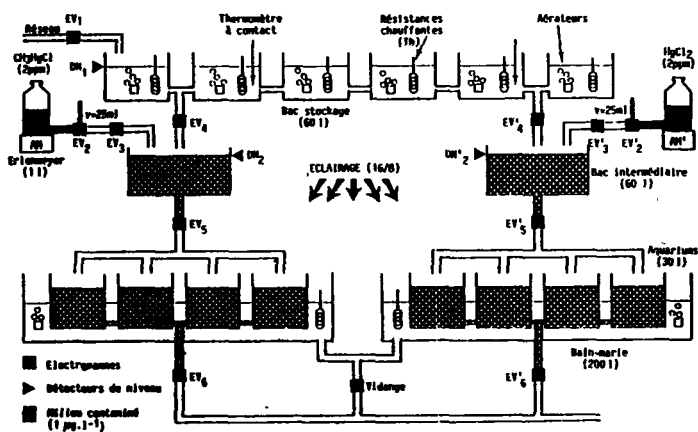 EV1
Réseau
CH3HgCl
(2ppm)
Thermomètre
à contact
Résistances
chauffantes
(Th)
Aérateurs
HgCl2
(2ppm)
DN1
Bac stockage
(60 l)
v=25ml
EV4
EV'4
v=25ml
AM
EV2
EV3
EV'3
EV'2
AM'
Erlenmeyer
(1 l)
DN2
DN'2
ECLAIRAGE (16/8)
Bac intermédiaire
(60 l)
EV5
EV'5
Aquariums
(30 l)
Bain-marie
(200 l)
Electrovannes
Détecteurs de niveau
Milieu contaminé
(1 µg.l-1)
EV6
Vidange
EV'6